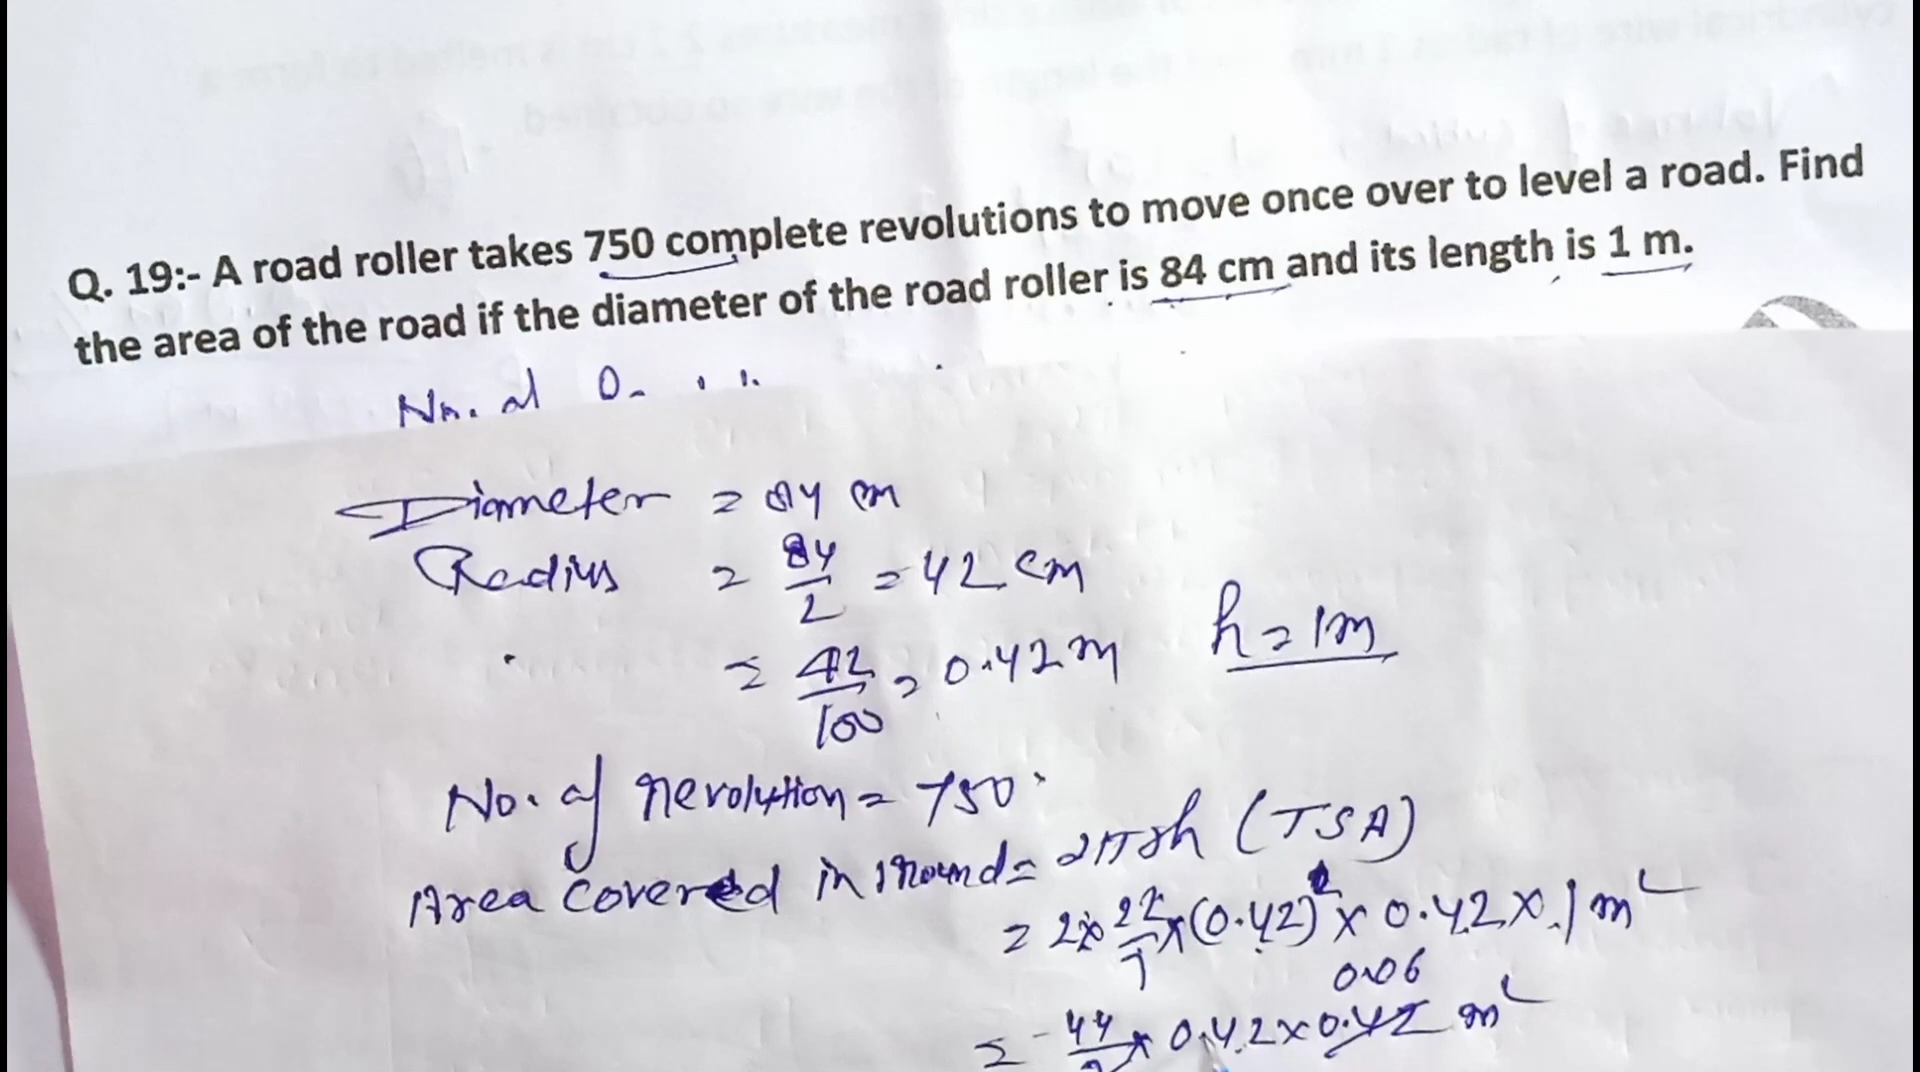 Q. 19:- A road roller takes 750 complete revolutions to move once over to level a road. Find
the area of the road if the diameter of the road roller is 84 cm and its length is 1 m.
No. of
Diameter = 84 cm
Radius = 84/2 = 42 cm
= 42/100 = 0.42 m h = 1m
No. of revolution = 750
Area covered in 1 round = 2πrh (TSA)
= 2 × 22/7 × (0.42)² × 0.42 × 1 m²
0.06
= 44/7 × 0.42 × 0.42 m²